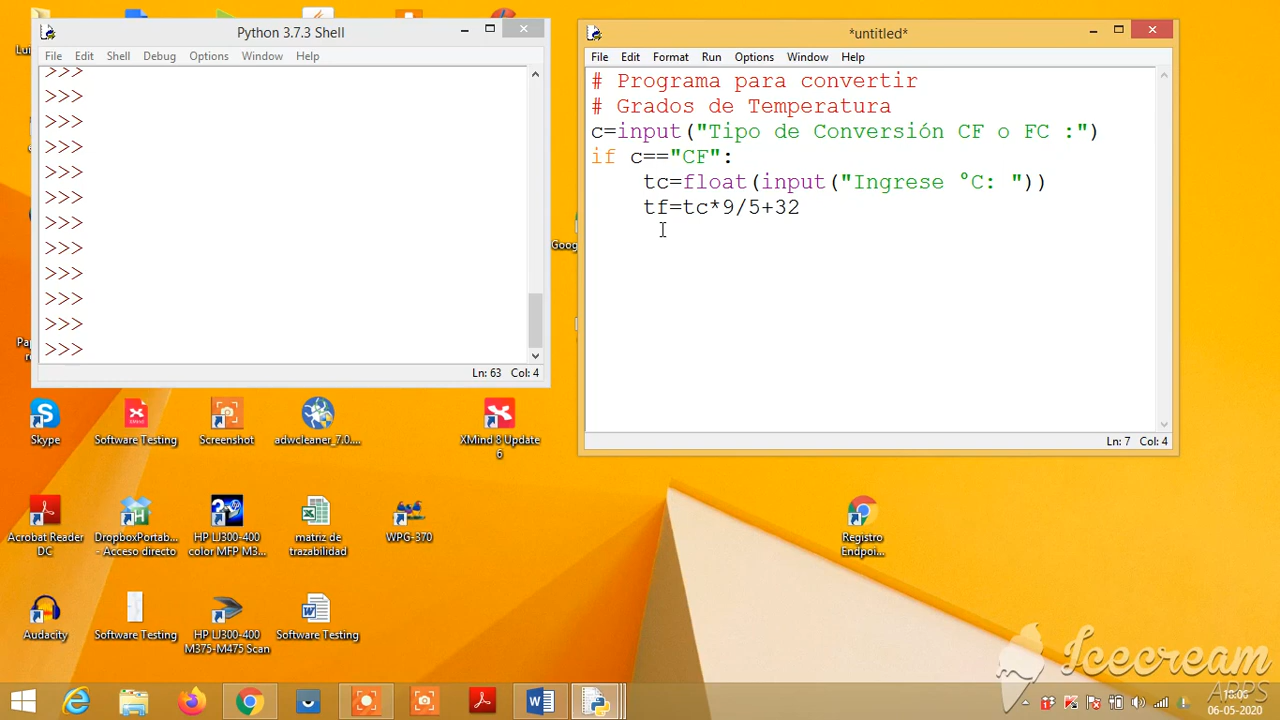 Python 3.7.3 Shell
File Edit Shell Debug Options Window Help
>>>
>>>
>>>
>>>
>>>
>>>
>>>
>>>
>>>
>>>
>>>
>>>
Ln: 63 Col: 4
*untitled*
File Edit Format Run Options Window Help
# Programa para convertir
# Grados de Temperatura
c=input("Tipo de Conversión CF o FC :")
if c=="CF":
    tc=float(input("Ingrese °C: "))
    tf=tc*9/5+32
Ln: 7 Col: 4
Goog
Skype
Software Testing
Screenshot
adwcleaner_7.0....
XMind 8 Update
6
Acrobat Reader
DC
DropboxPortab...
- Acceso directo
HP LJ300-400
color MFP M3...
matriz de
trazabilidad
WPG-370
Registro
Endpoi...
Audacity
Software Testing
HP LJ300-400
M375-M475 Scan
Software Testing
Icecream
APPS
06-05-2020